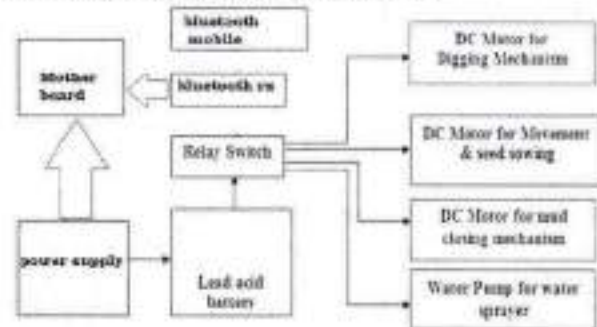 bluetooth
mobile
Mother
board
bluetooth rx
Relay Switch
power supply
Lead acid
battery
DC Motor for
Digging Mechanism
DC Motor for Movement
& seed sowing
DC Motor for mud
closing mechanism
Water Pump for water
sprayer